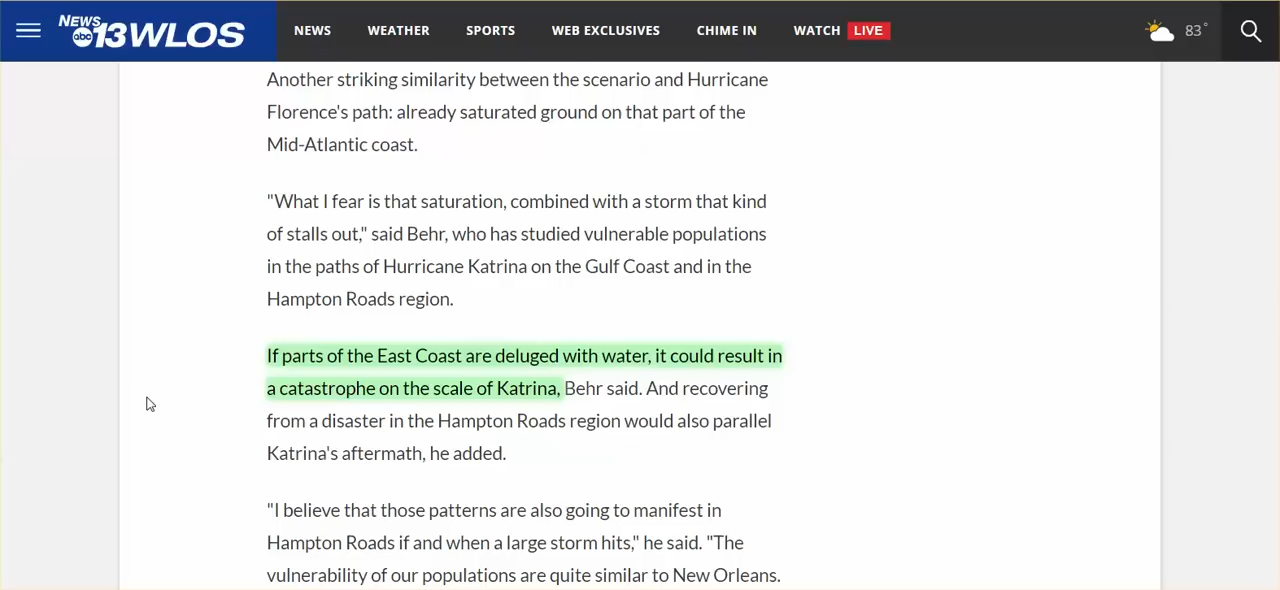 NEWS abc 13 WLOS NEWS WEATHER SPORTS WEB EXCLUSIVES CHIME IN WATCH LIVE 83°
Another striking similarity between the scenario and Hurricane
Florence's path: already saturated ground on that part of the
Mid-Atlantic coast.
"What I fear is that saturation, combined with a storm that kind
of stalls out," said Behr, who has studied vulnerable populations
in the paths of Hurricane Katrina on the Gulf Coast and in the
Hampton Roads region.
If parts of the East Coast are deluged with water, it could result in
a catastrophe on the scale of Katrina, Behr said. And recovering
from a disaster in the Hampton Roads region would also parallel
Katrina's aftermath, he added.
"I believe that those patterns are also going to manifest in
Hampton Roads if and when a large storm hits," he said. "The
vulnerability of our populations are quite similar to New Orleans.